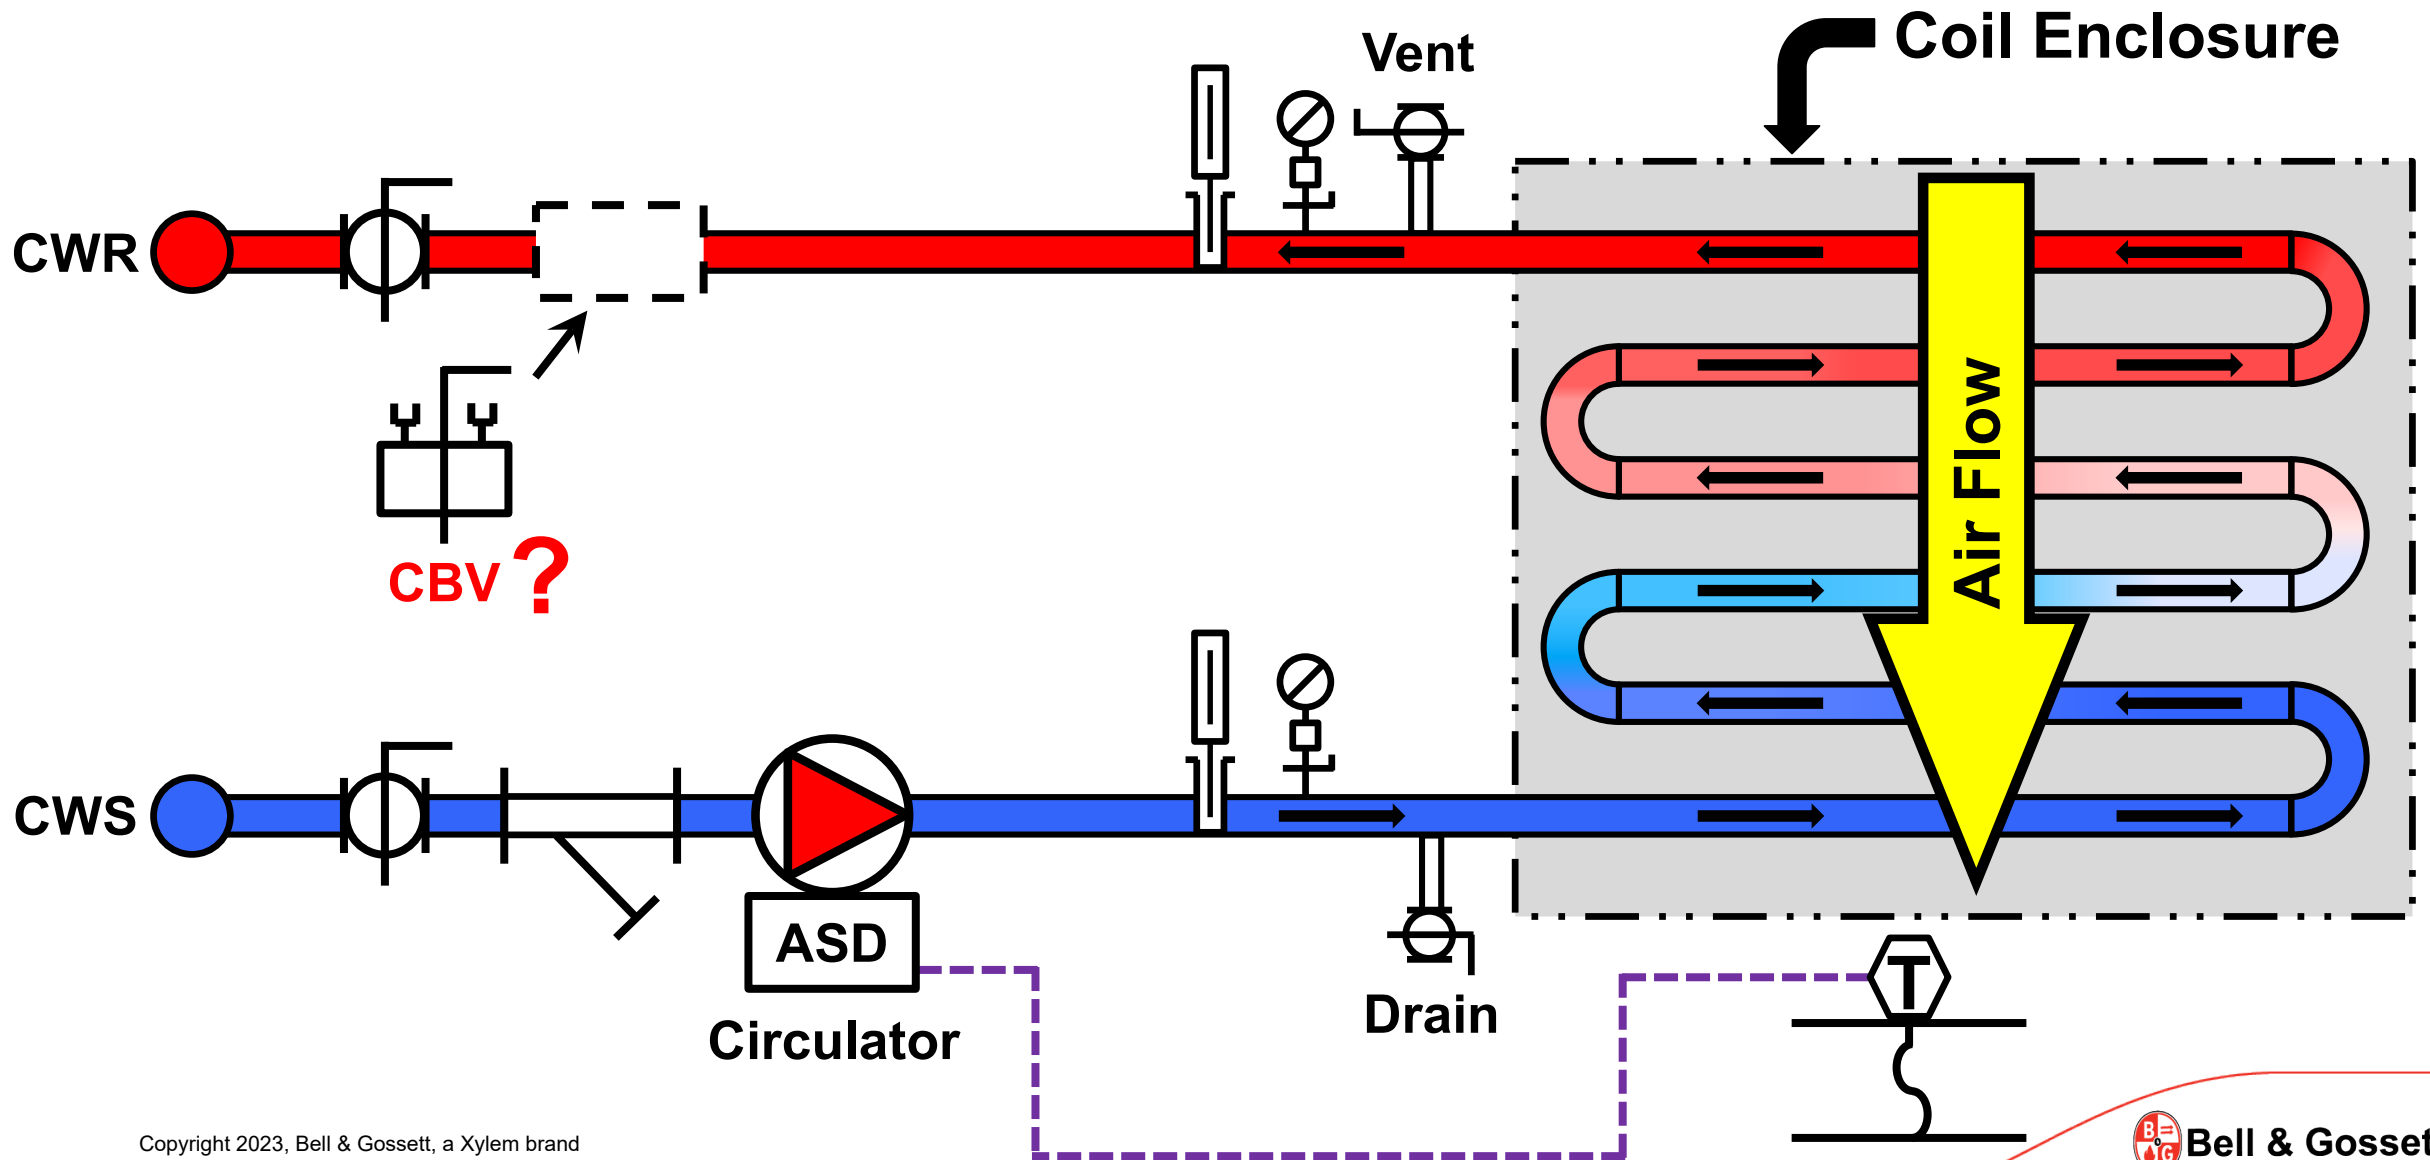 Coil Enclosure
Vent
CWR
Air Flow
CBV ?
CWS
ASD
Circulator
Drain
T
Copyright 2023, Bell & Gossett, a Xylem brand
B
G
Bell & Gosset